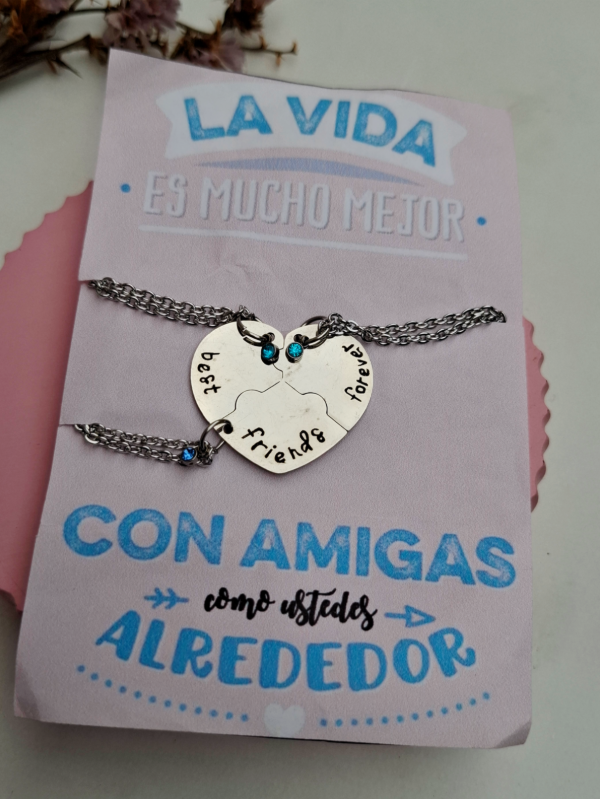 LA VIDA
ES MUCHO MEJOR
best
forever
friends
CON AMIGAS
como ustedes
ALREDEDOR